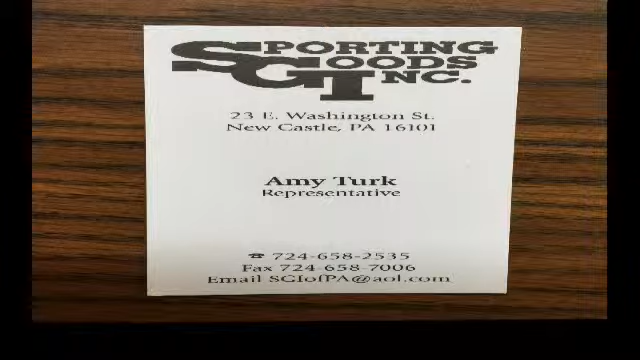 SPORTING
GOODS
INC.
23 E. Washington St.
New Castle, PA 16101
Amy Turk
Representative
☎ 724-658-2535
Fax 724-658-7006
Email SGIofPA@aol.com